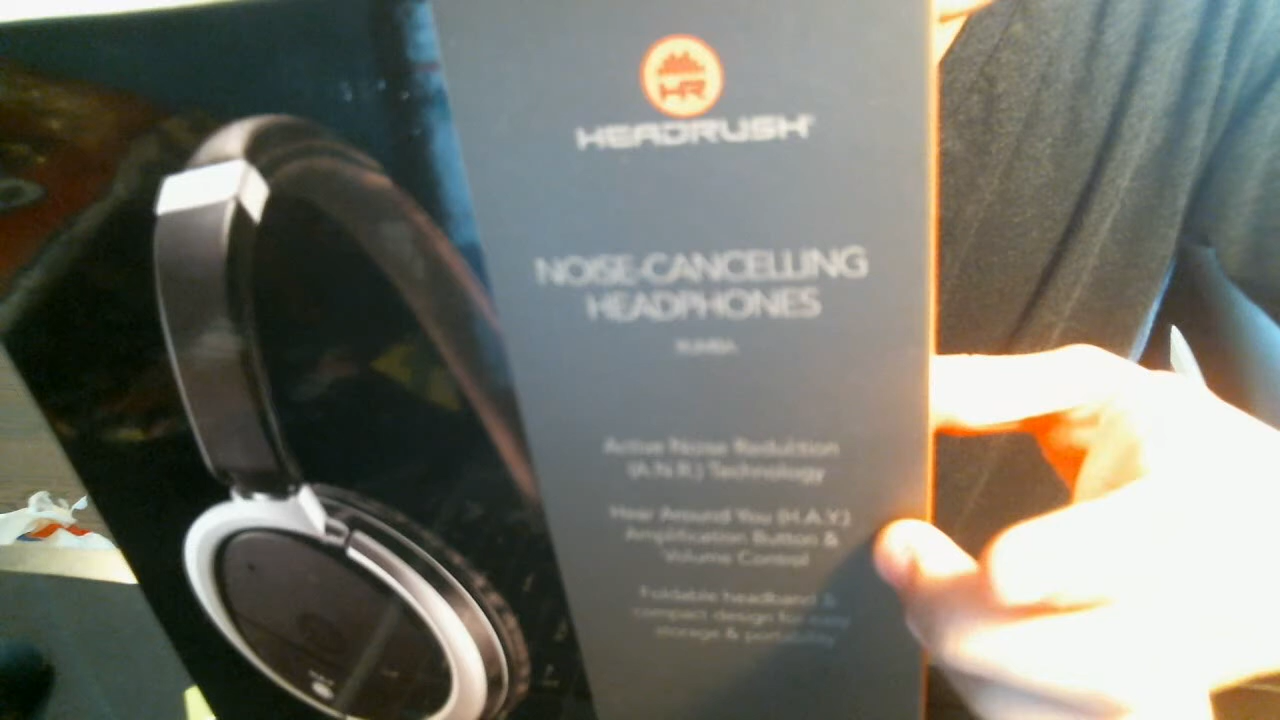 HR
HEADRUSH
NOISE-CANCELLING
HEADPHONES
Active Noise Reduction
(A.N.R.) Technology
Hear Around You (H.A.Y.)
Amplification Button &
Volume Control
Foldable headband &
compact design for easy
storage & portability